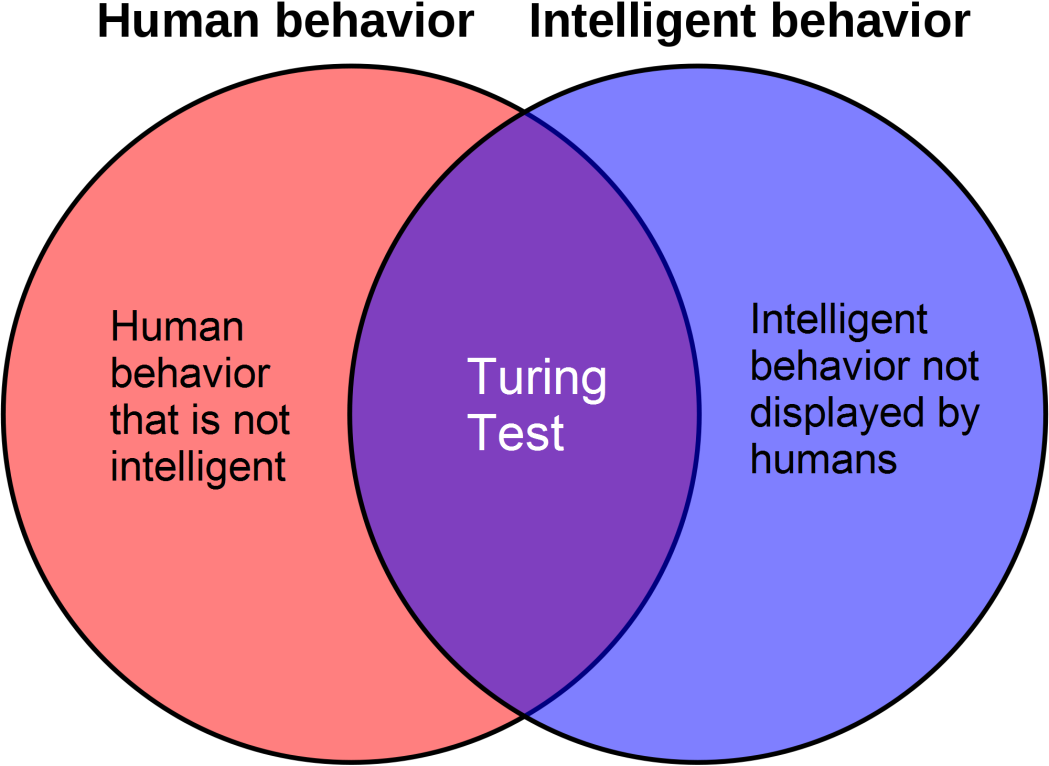 Human behavior
Intelligent behavior
Human
behavior
that is not
intelligent
Turing
Test
Intelligent
behavior not
displayed by
humans